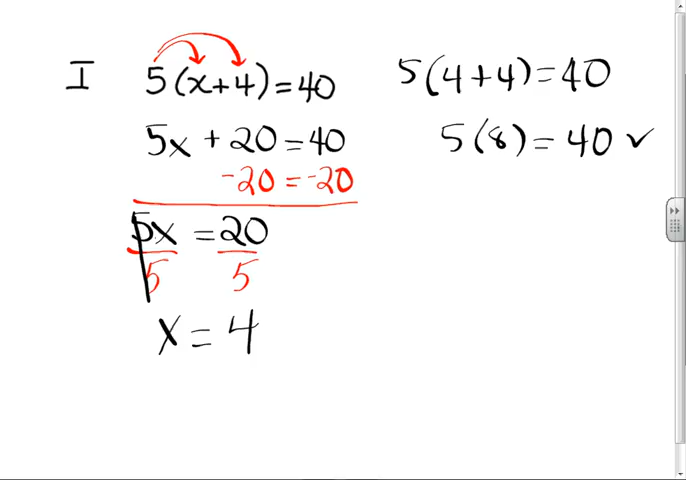 I 5(x+4)=40
5x + 20 = 40
-20 = -20
5x = 20
5 5
x = 4
5(4+4)=40
5(8) = 40 ✓